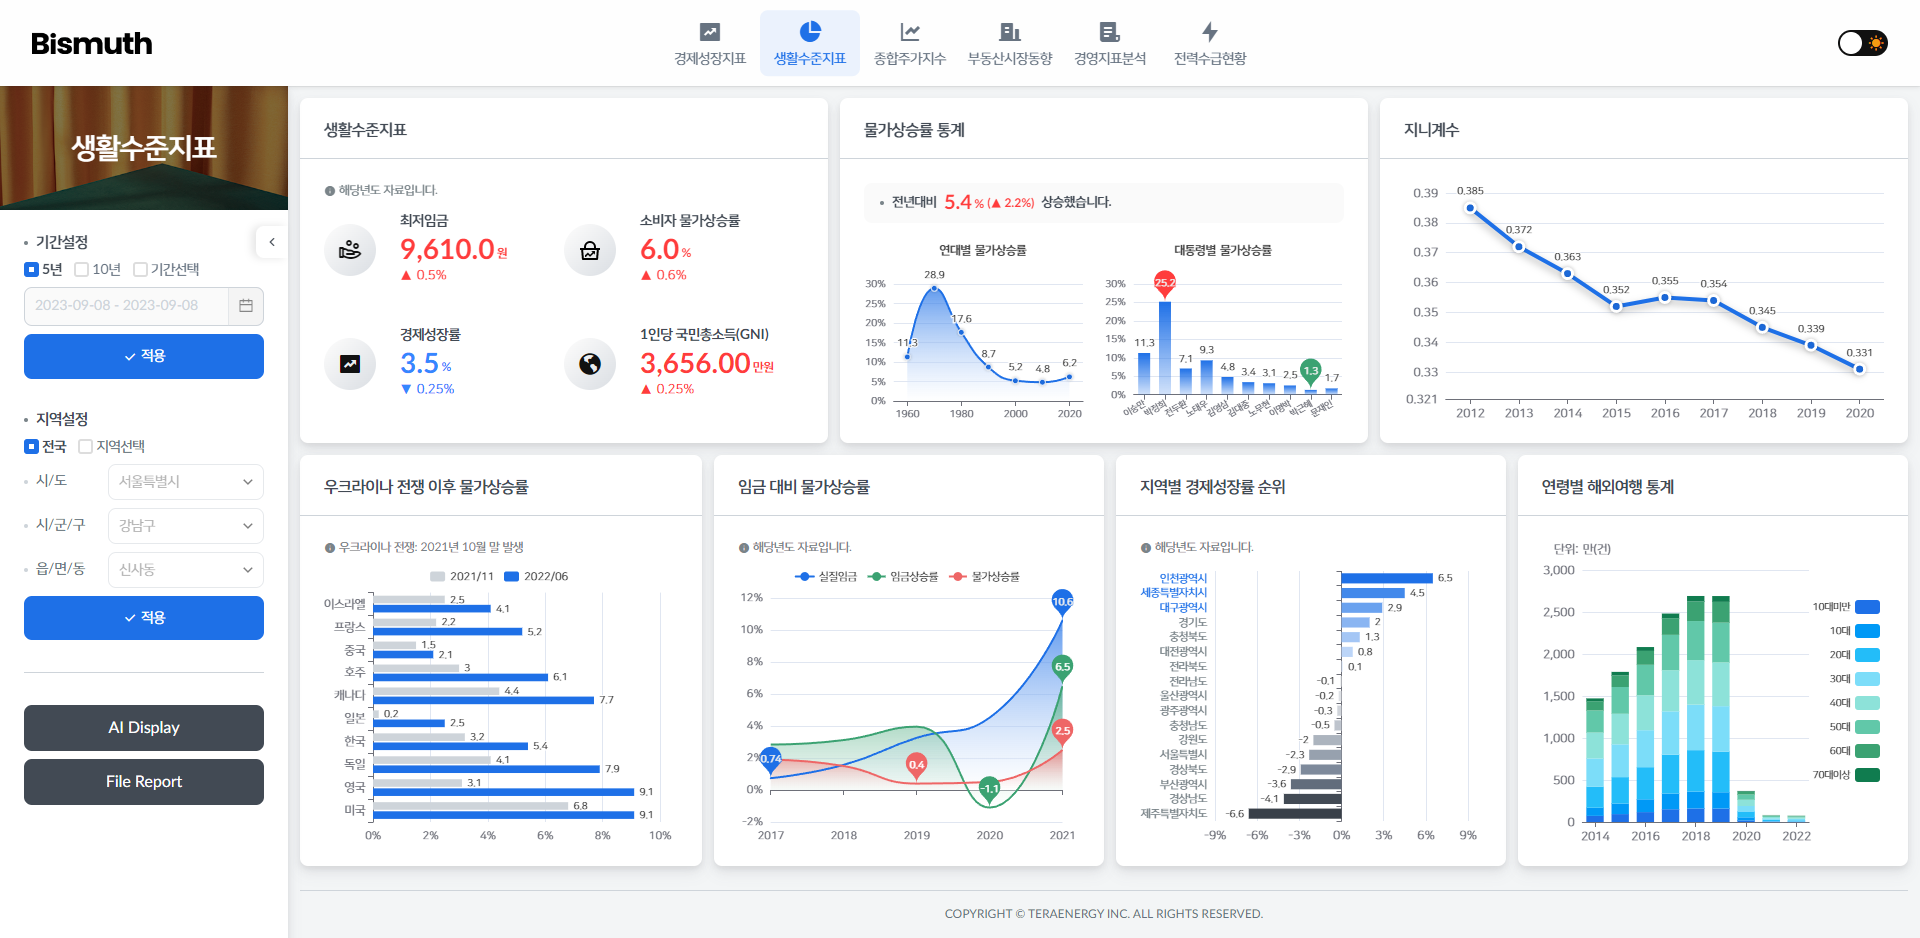 Bismuth
경제성장지표
생활수준지표
종합주가지수
부동산시장동향
경영지표분석
전력수급현황
생활수준지표
기간설정
5년 10년 기간선택
2023-09-08 - 2023-09-08
적용
지역설정
전국 지역선택
시/도 서울특별시
시/군/구 강남구
읍/면/동 신사동
적용
AI Display
File Report
생활수준지표
해당년도 자료입니다.
최저임금
9,610.0 원
▲ 0.5%
소비자 물가상승률
6.0 %
▲ 0.6%
경제성장률
3.5 %
▼ 0.25%
1인당 국민총소득(GNI)
3,656.00 만원
▲ 0.25%
물가상승률 통계
전년대비 5.4 % (▲ 2.2%) 상승했습니다.
연대별 물가상승률
30%
25%
20%
15%
10%
5%
0%
11.3
28.9
17.6
8.7
5.2
4.8
6.2
1960 1980 2000 2020
대통령별 물가상승률
30%
25%
20%
15%
10%
5%
0%
11.3
25.2
7.1
9.3
4.8
3.4
3.1
2.5
1.3
1.7
이승만 박정희 전두환 노태우 김영삼 김대중 노무현 이명박 박근혜 문재인
지니계수
0.39
0.38
0.37
0.36
0.35
0.34
0.33
0.321
0.385
0.372
0.363
0.352
0.355
0.354
0.345
0.339
0.331
2012 2013 2014 2015 2016 2017 2018 2019 2020
우크라이나 전쟁 이후 물가상승률
우크라이나 전쟁: 2021년 10월 말 발생
2021/11 2022/06
이스라엘 2.5 4.1
프랑스 2.2 5.2
중국 1.5 2.1
호주 3 6.1
캐나다 4.4 7.7
일본 0.2 2.5
한국 3.2 5.4
독일 4.1 7.9
영국 3.1 9.1
미국 6.8 9.1
0% 2% 4% 6% 8% 10%
임금 대비 물가상승률
해당년도 자료입니다.
실질임금 임금상승률 물가상승률
12%
10%
8%
6%
4%
2%
0%
-2%
0.74
0.4
-1.1
10.6
6.5
2.5
2017 2018 2019 2020 2021
지역별 경제성장률 순위
해당년도 자료입니다.
인천광역시 6.5
세종특별자치시 4.5
대구광역시 2.9
경기도 2
충청북도 1.3
대전광역시 0.8
전라북도 0.1
전라남도 -0.1
울산광역시 -0.2
광주광역시 -0.3
충청남도 -0.5
강원도 -2
서울특별시 -2.3
경상북도 -2.9
부산광역시 -3.6
경상남도 -4.1
제주특별자치도 -6.6
-9% -6% -3% 0% 3% 6% 9%
연령별 해외여행 통계
단위: 만(건)
3,000
2,500
2,000
1,500
1,000
500
0
2014 2016 2018 2020 2022
10대미만
10대
20대
30대
40대
50대
60대
70대이상
COPYRIGHT © TERAENERGY INC. ALL RIGHTS RESERVED.